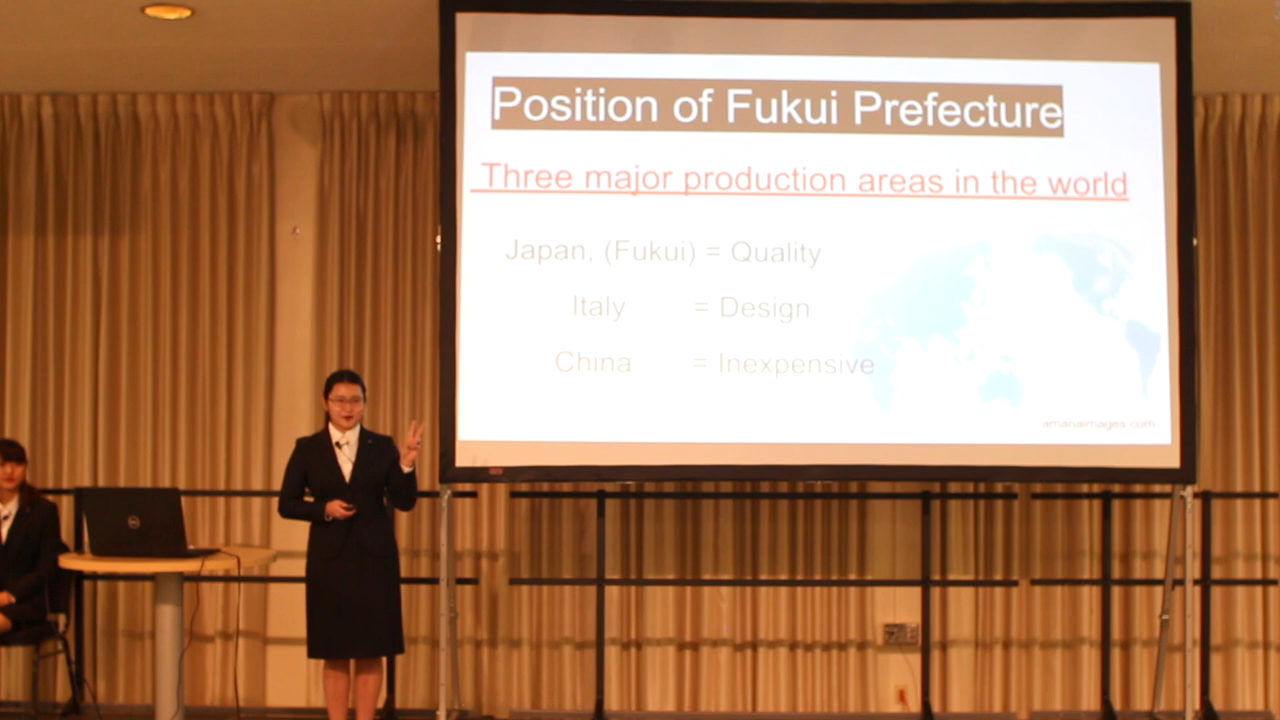 Position of Fukui Prefecture
Three major production areas in the world
Japan, (Fukui) = Quality
Italy = Design
China = Inexpensive
amanaimages.com